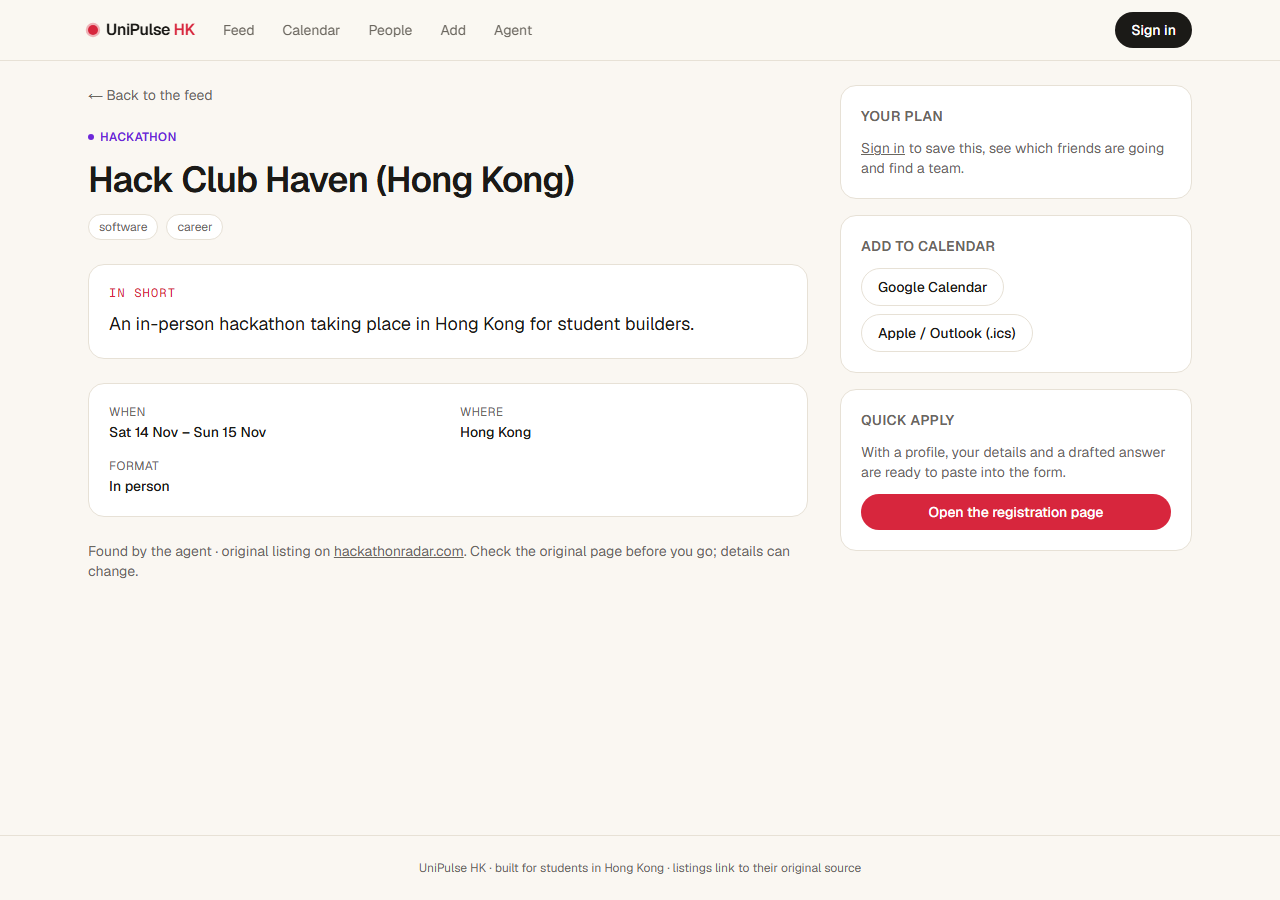 UniPulse HK
Feed
Calendar
People
Add
Agent
Sign in
← Back to the feed
HACKATHON
Hack Club Haven (Hong Kong)
software
career
IN SHORT
An in-person hackathon taking place in Hong Kong for student builders.
WHEN
Sat 14 Nov – Sun 15 Nov
WHERE
Hong Kong
FORMAT
In person
Found by the agent · original listing on hackathonradar.com. Check the original page before you go; details can
change.
YOUR PLAN
Sign in to save this, see which friends are going
and find a team.
ADD TO CALENDAR
Google Calendar
Apple / Outlook (.ics)
QUICK APPLY
With a profile, your details and a drafted answer
are ready to paste into the form.
Open the registration page
UniPulse HK · built for students in Hong Kong · listings link to their original source